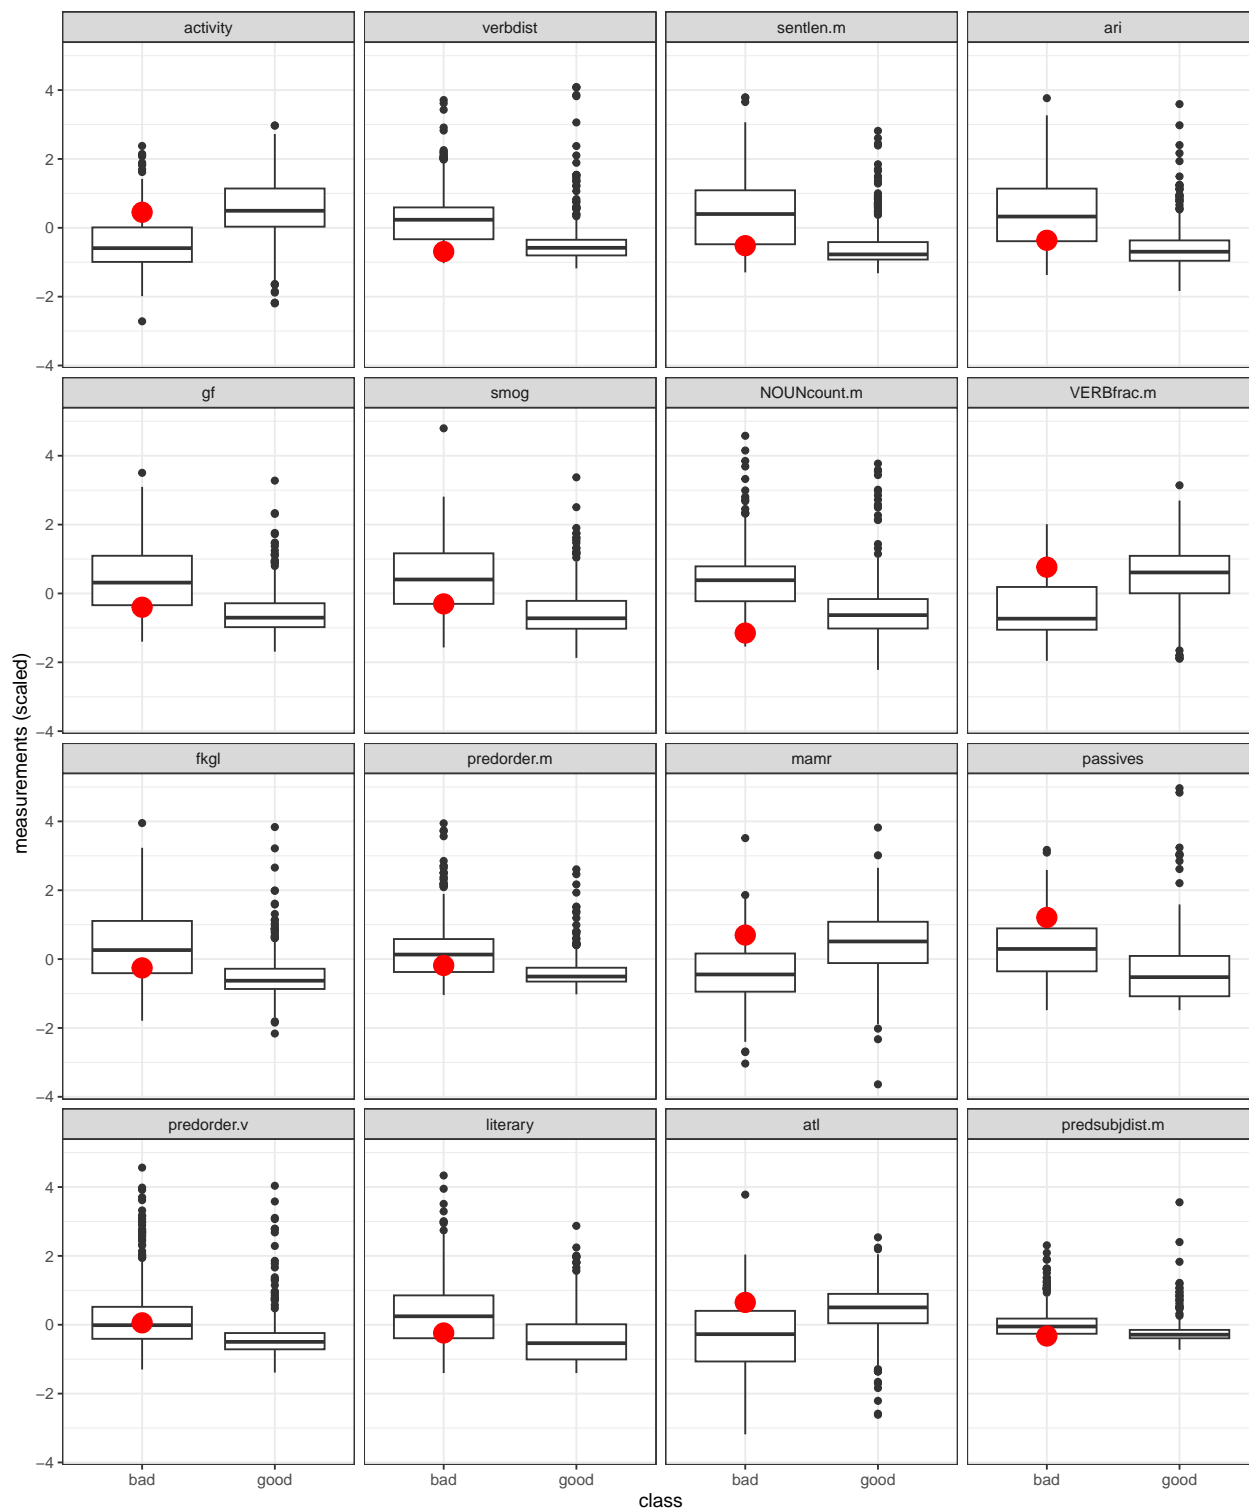 activity verbdist sentlen.m ari
4
2
0
−2
−4
gf smog NOUNcount.m VERBfrac.m
4
2
0
−2
−4
fkgl predorder.m mamr passives
4
2
0
−2
−4
predorder.v literary atl predsubjdist.m
4
2
0
−2
−4
measurements (scaled)
bad good bad good bad good bad good
class